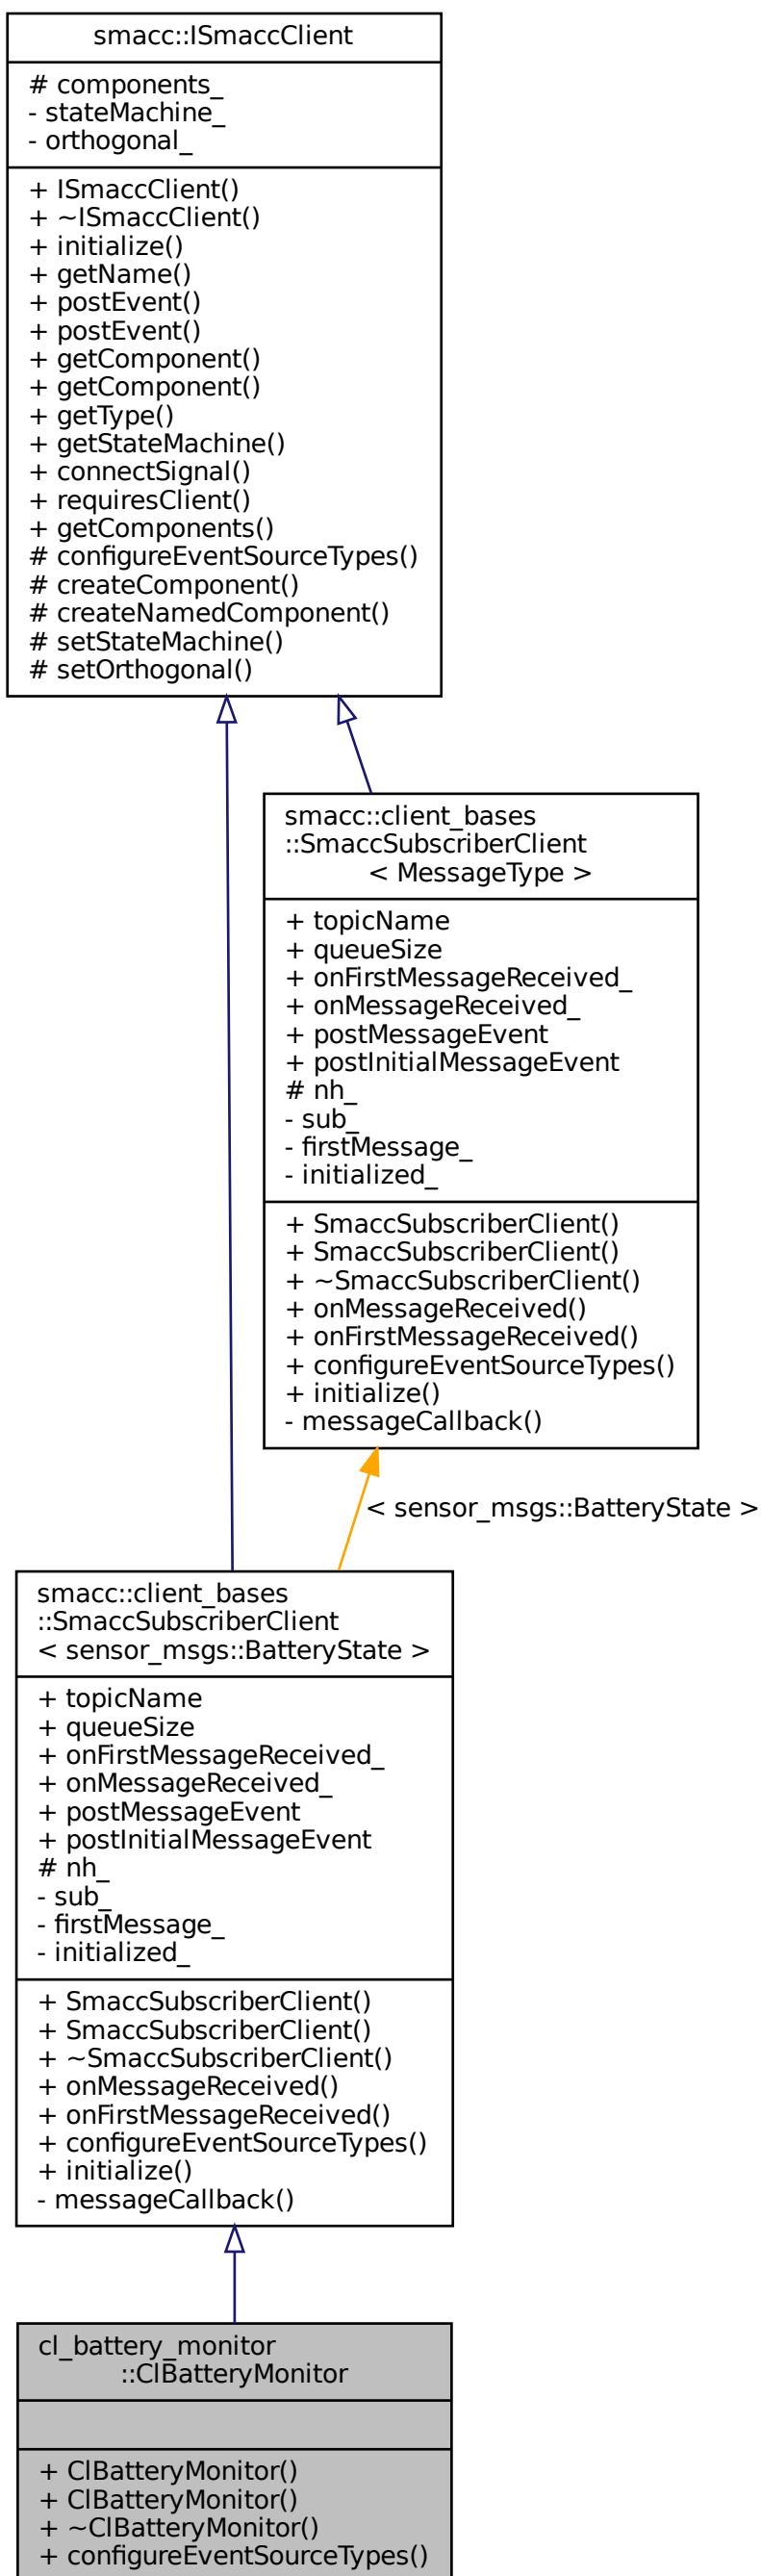 smacc::ISmaccClient
# components_
- stateMachine_
- orthogonal_
+ ISmaccClient()
+ ~ISmaccClient()
+ initialize()
+ getName()
+ postEvent()
+ postEvent()
+ getComponent()
+ getComponent()
+ getType()
+ getStateMachine()
+ connectSignal()
+ requiresClient()
+ getComponents()
# configureEventSourceTypes()
# createComponent()
# createNamedComponent()
# setStateMachine()
# setOrthogonal()
smacc::client_bases
::SmaccSubscriberClient
< MessageType >
+ topicName
+ queueSize
+ onFirstMessageReceived_
+ onMessageReceived_
+ postMessageEvent
+ postInitialMessageEvent
# nh_
- sub_
- firstMessage_
- initialized_
+ SmaccSubscriberClient()
+ SmaccSubscriberClient()
+ ~SmaccSubscriberClient()
+ onMessageReceived()
+ onFirstMessageReceived()
+ configureEventSourceTypes()
+ initialize()
- messageCallback()
< sensor_msgs::BatteryState >
smacc::client_bases
::SmaccSubscriberClient
< sensor_msgs::BatteryState >
+ topicName
+ queueSize
+ onFirstMessageReceived_
+ onMessageReceived_
+ postMessageEvent
+ postInitialMessageEvent
# nh_
- sub_
- firstMessage_
- initialized_
+ SmaccSubscriberClient()
+ SmaccSubscriberClient()
+ ~SmaccSubscriberClient()
+ onMessageReceived()
+ onFirstMessageReceived()
+ configureEventSourceTypes()
+ initialize()
- messageCallback()
cl_battery_monitor
::ClBatteryMonitor
+ ClBatteryMonitor()
+ ClBatteryMonitor()
+ ~ClBatteryMonitor()
+ configureEventSourceTypes()